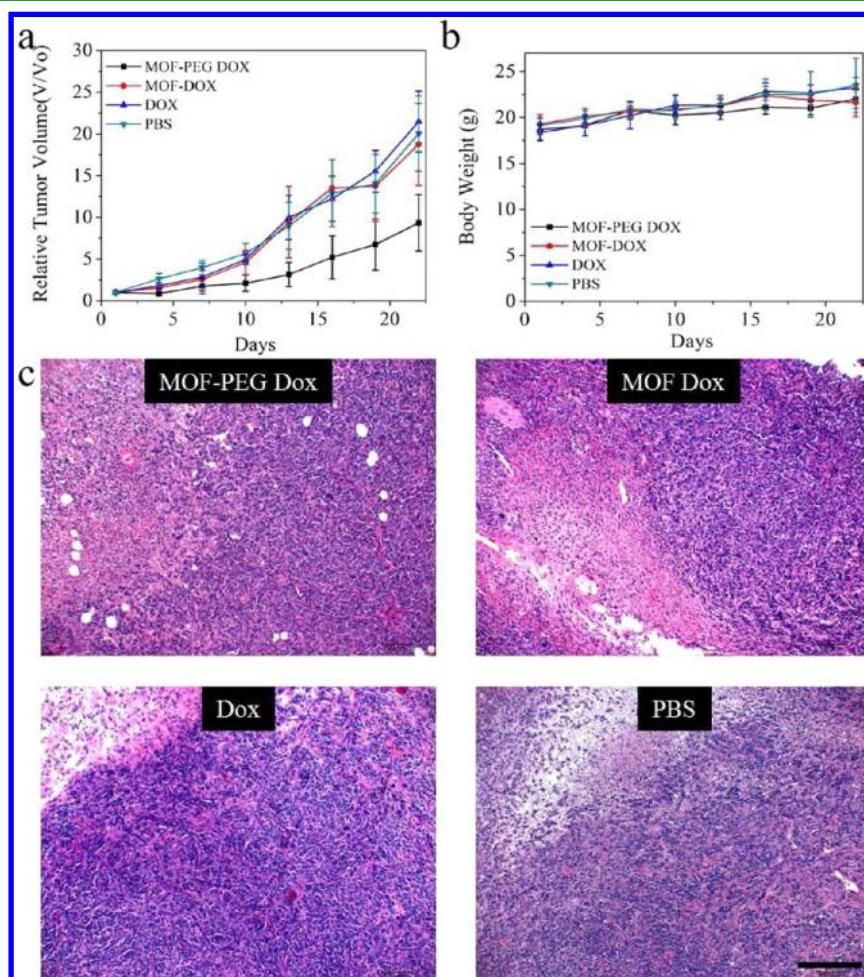 a
Relative Tumor Volume(V/Vo)
30
25
20
15
10
5
0
MOF-PEG DOX
MOF-DOX
DOX
PBS
0 5 10 15 20
Days
b
Body Weight (g)
25
20
15
10
5
0
MOF-PEG DOX
MOF-DOX
DOX
PBS
0 5 10 15 20
Days
c
MOF-PEG Dox
MOF Dox
Dox
PBS